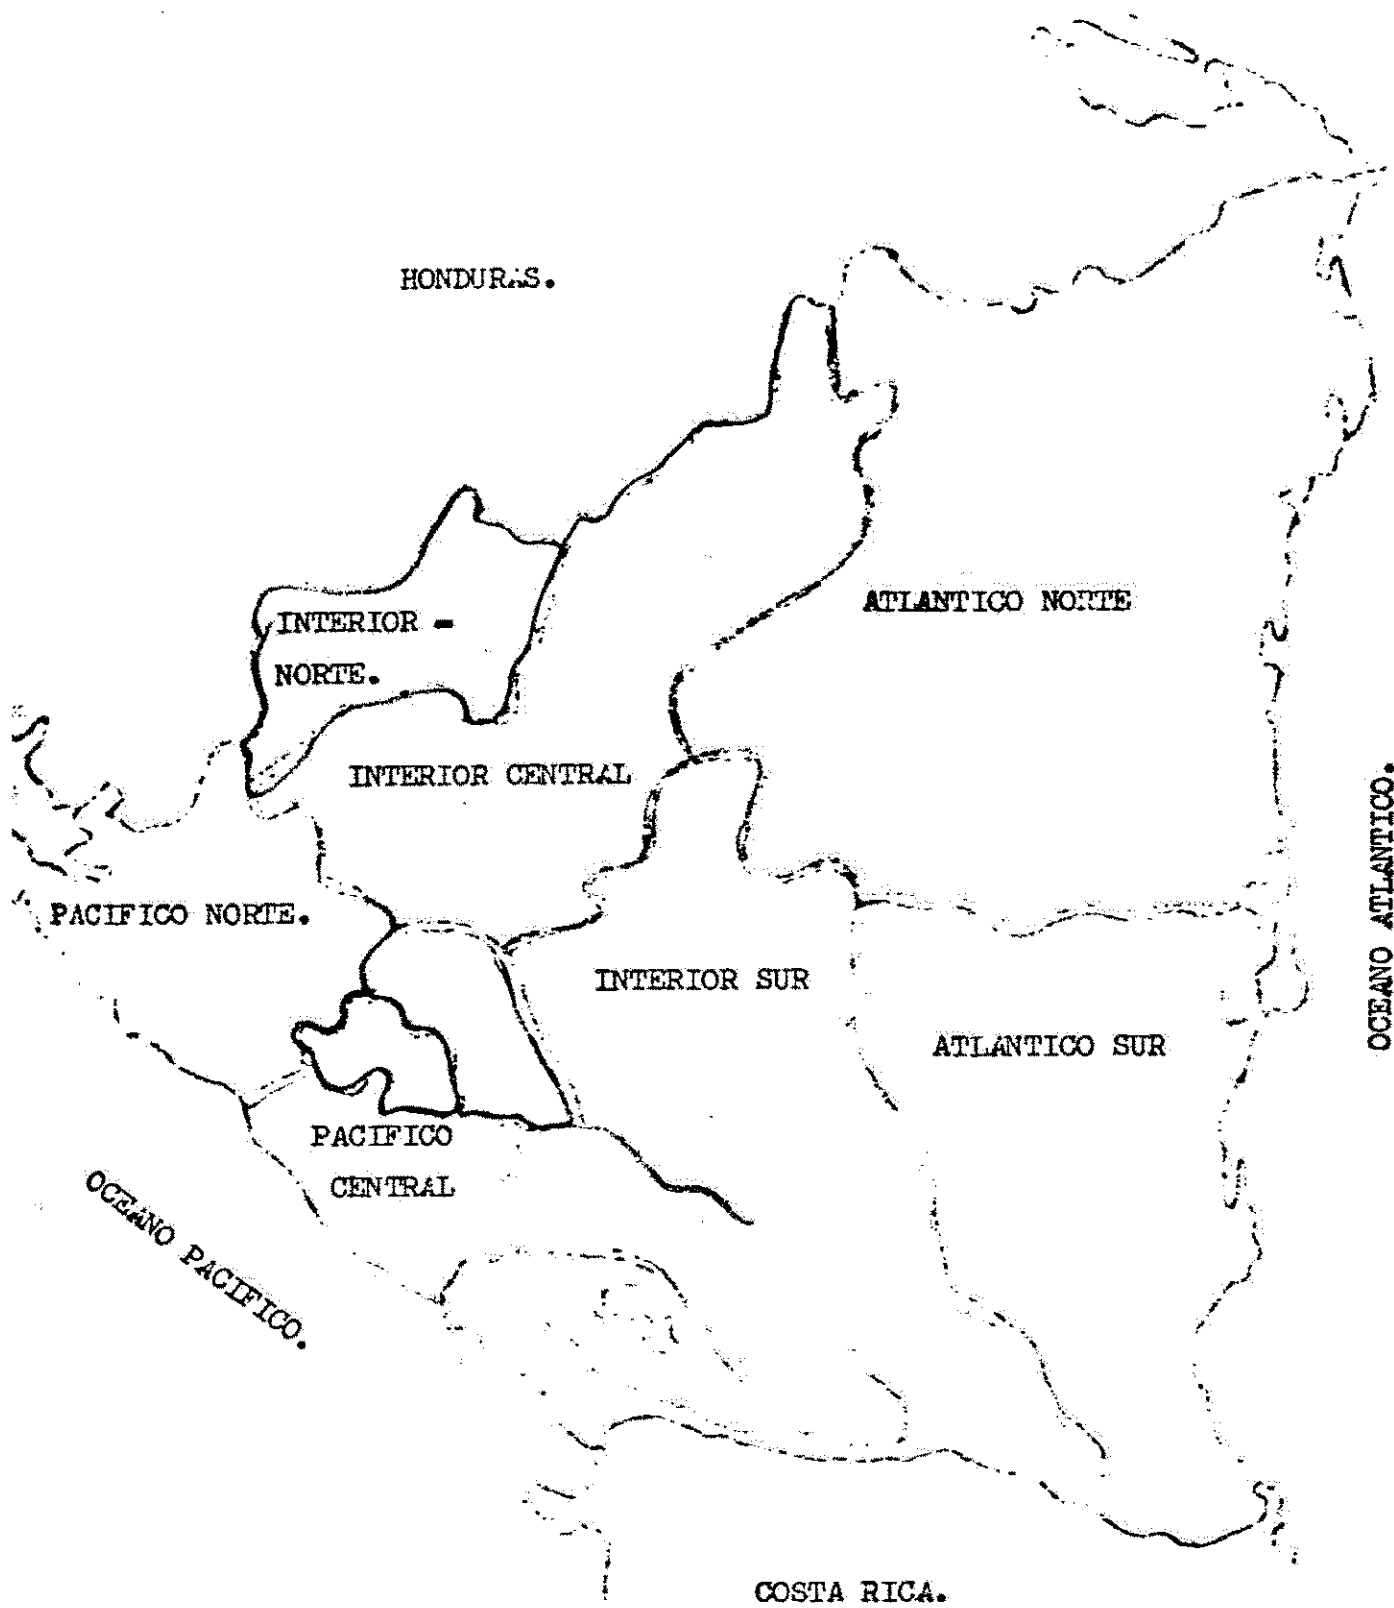 HONDURAS.
ATLANTICO NORTE
INTERIOR -
NORTE.
INTERIOR CENTRAL
PACIFICO NORTE.
INTERIOR SUR
ATLANTICO SUR
OCEANO ATLANTICO.
PACIFICO
CENTRAL
OCEANO PACIFICO.
COSTA RICA.